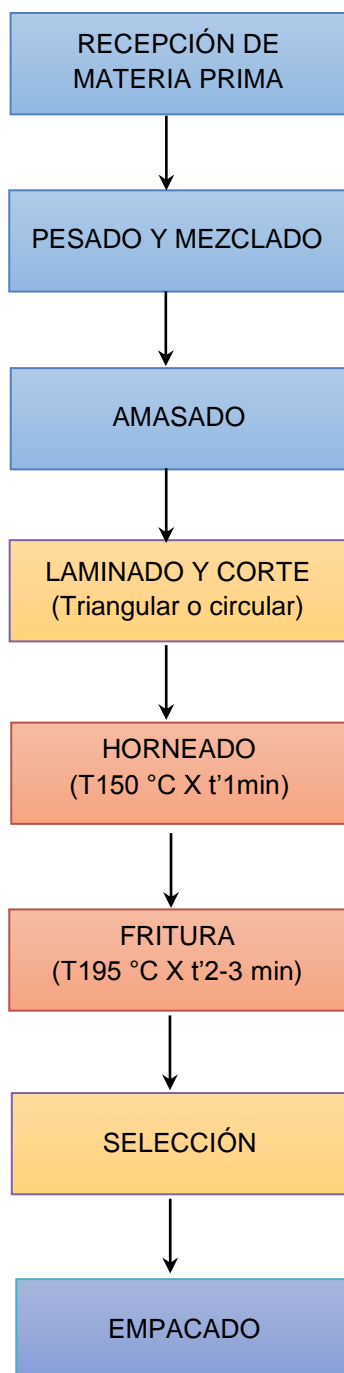 RECEPCIÓN DE
MATERIA PRIMA
PESADO Y MEZCLADO
AMASADO
LAMINADO Y CORTE
(Triangular o circular)
HORNEADO
(T150 °C X t’1min)
FRITURA
(T195 °C X t’2-3 min)
SELECCIÓN
EMPACADO